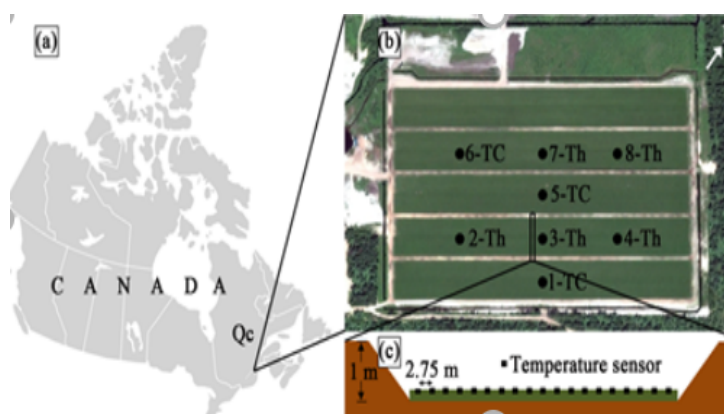 (a)
C A N A D A
Qc
(b)
6-TC 7-Th 8-Th
5-TC
2-Th 3-Th 4-Th
1-TC
(c)
Temperature sensor
1 m
2.75 m